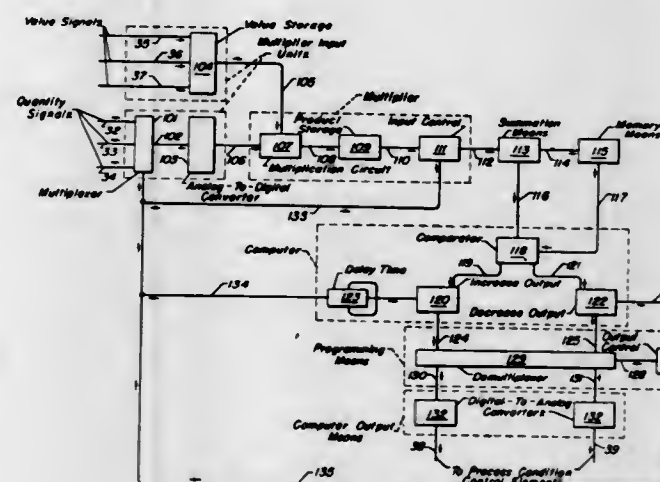 Value Signals
Value Storage
35
36
37
104
Multiplier Input
Units
105
Quantity
Signals
32
33
34
101
102
103
Multiplexer
Analog-To-Digital
Converter
106
Multiplier
Product
Storage
Input Control
107
108
109
110
111
Multiplication Circuit
112
Summation
Means
113
114
Memory
Means
115
133
116
117
Computer
Comparator
118
119
121
Delay Time
134
123
120
Increase Output
Decrease Output
122
124
125
Output
Control
Programming
Means
129
128
130
Demultiplexer
131
Computer Output
Means
132
Digital-To-Analog
Converters
132
38
39
135
To Process Condition
Control Elements